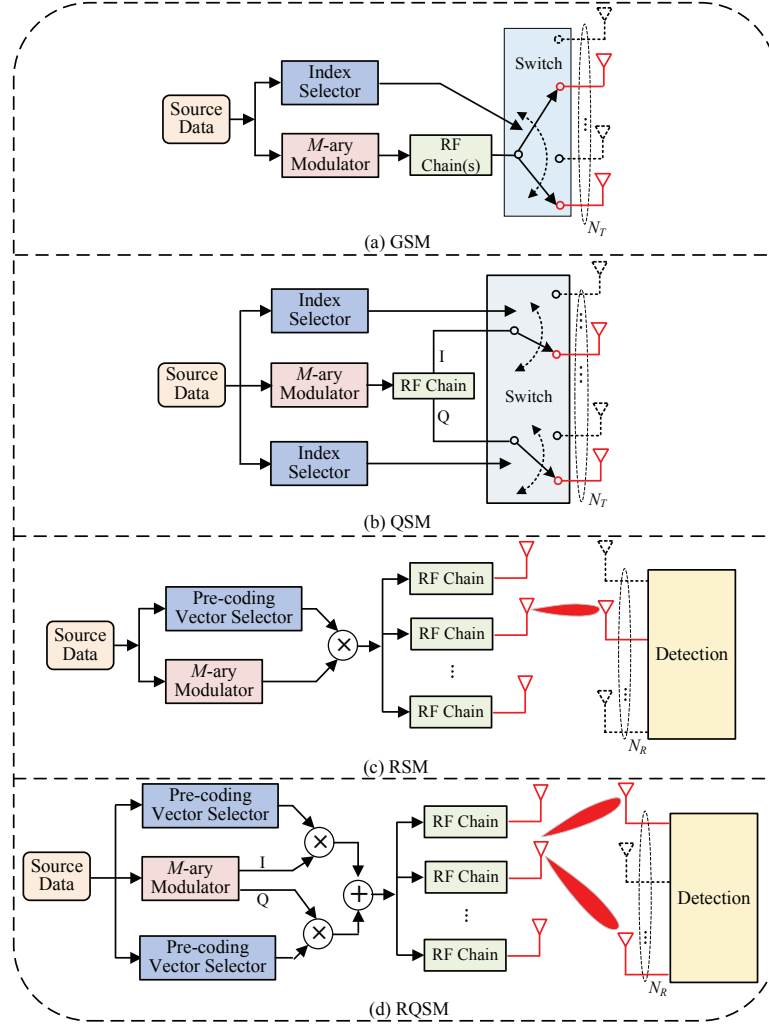 Switch
Index
Selector
Source
Data
M-ary
Modulator
RF
Chain(s)
N_T
(a) GSM
Index
Selector
I
Source
Data
M-ary
Modulator
RF Chain
Switch
Q
Index
Selector
N_T
(b) QSM
RF Chain
Pre-coding
Vector Selector
Source
Data
×
RF Chain
Detection
M-ary
Modulator
⋮
RF Chain
N_R
(c) RSM
Pre-coding
Vector Selector
RF Chain
×
Source
Data
M-ary
Modulator
I
Q
+
RF Chain
Detection
×
⋮
Pre-coding
Vector Selector
RF Chain
N_R
(d) RQSM